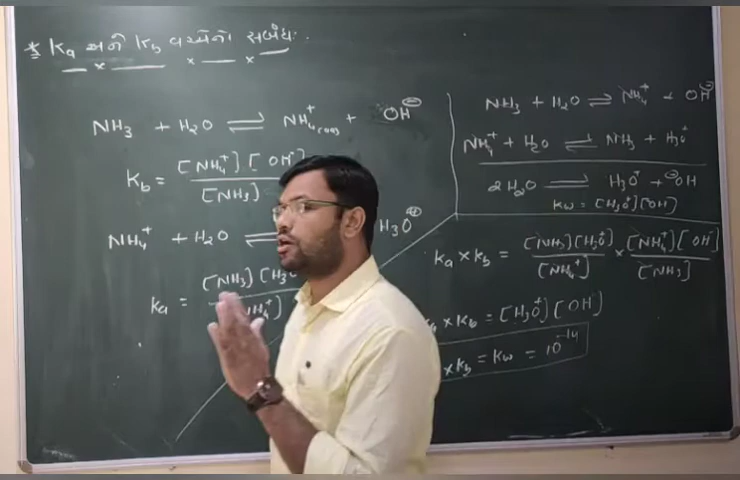 * Ka અને Kb વચ્ચેનો સંબંધ:
NH3 + H2O ⇌ NH4+(aq) + OH⊖
Kb = [NH4+][OH-]
[NH3]
NH4+ + H2O ⇌ H3O⊕
Ka = [NH3][H3O
NH4+]
NH3 + H2O ⇌ NH4+ + OH⊖
NH4+ + H2O ⇌ NH3 + H3O+
2H2O ⇌ H3O+ + ⊖OH
Kw = [H3O+][OH]
Ka × Kb = [NH3][H3O+] × [NH4+][OH-]
[NH4+] [NH3]
× Kb = [H3O+][OH-]
× Kb = Kw = 10-14